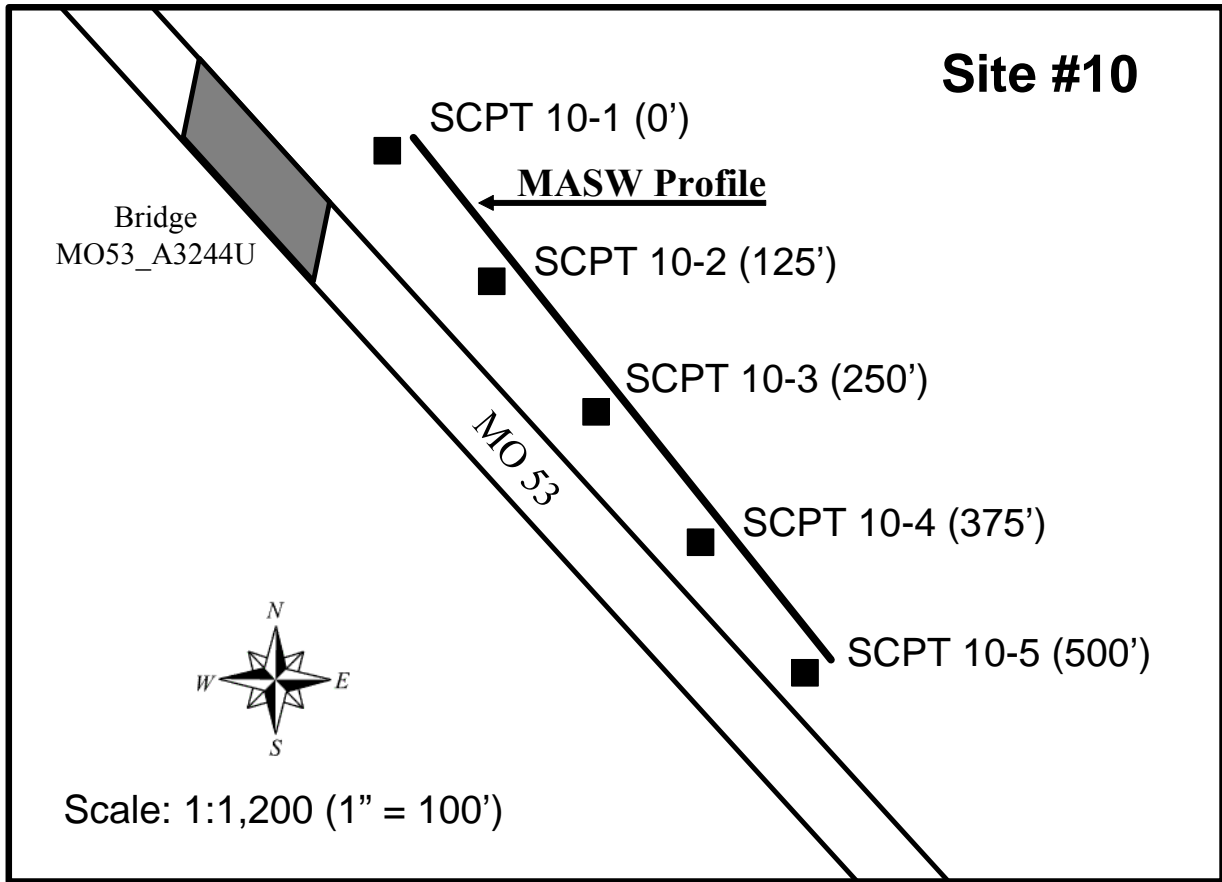 Site #10
SCPT 10-1 (0’)
MASW Profile
Bridge
MO53_A3244U
SCPT 10-2 (125’)
SCPT 10-3 (250’)
MO 53
SCPT 10-4 (375’)
SCPT 10-5 (500’)
N
W
E
S
Scale: 1:1,200 (1” = 100’)